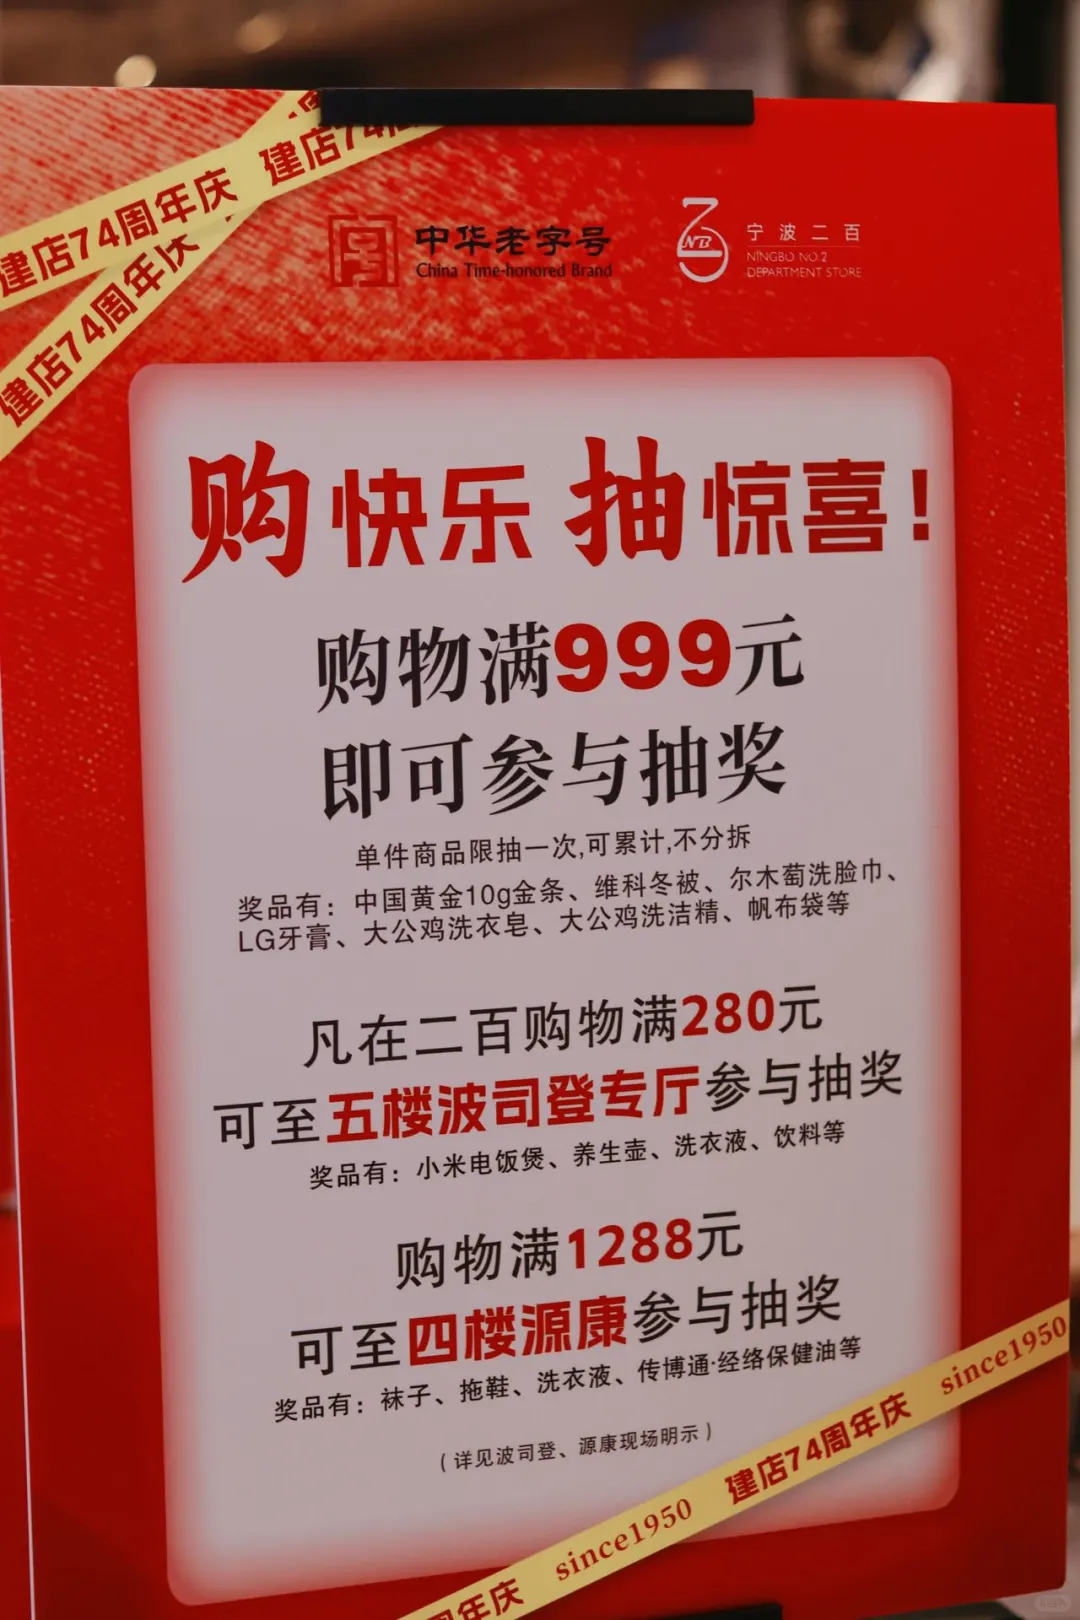 建店74周年庆 建店74周
建店74周年庆
中华老字号
China Time-honored Brand
宁波二百
NINGBO NO.2
DEPARTMENT STORE
NB
购快乐 抽惊喜!
购物满999元
即可参与抽奖
单件商品限抽一次,可累计,不分拆
奖品有：中国黄金10g金条、维科冬被、尔木萄洗脸巾、
LG牙膏、大公鸡洗衣皂、大公鸡洗洁精、帆布袋等
凡在二百购物满280元
可至五楼波司登专厅参与抽奖
奖品有：小米电饭煲、养生壶、洗衣液、饮料等
购物满1288元
可至四楼源康参与抽奖
奖品有：袜子、拖鞋、洗衣液、传博通·经络保健油等
（详见波司登、源康现场明示）
周年庆 since1950 建店74周年庆 since1950